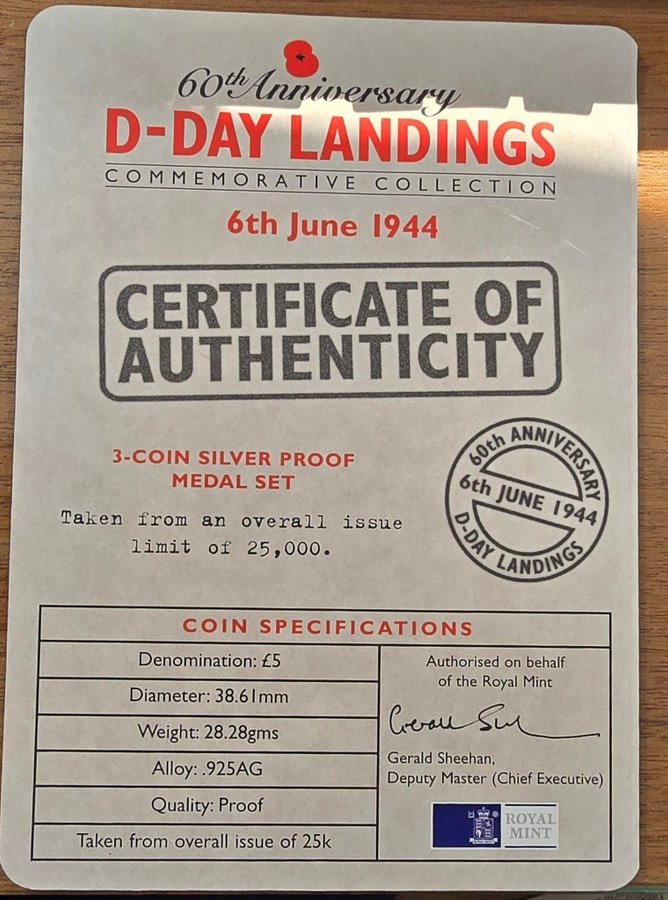 60th Anniversary
D-DAY LANDINGS
COMMEMORATIVE COLLECTION
6th June 1944
CERTIFICATE OF
AUTHENTICITY
3-COIN SILVER PROOF
MEDAL SET
Taken from an overall issue
limit of 25,000.
60th ANNIVERSARY
6th JUNE 1944
D-DAY LANDINGS
COIN SPECIFICATIONS
Denomination: £5
Diameter: 38.61mm
Weight: 28.28gms
Alloy: .925AG
Quality: Proof
Taken from overall issue of 25k
Authorised on behalf
of the Royal Mint
Gerald Sheehan,
Deputy Master (Chief Executive)
ROYAL
MINT